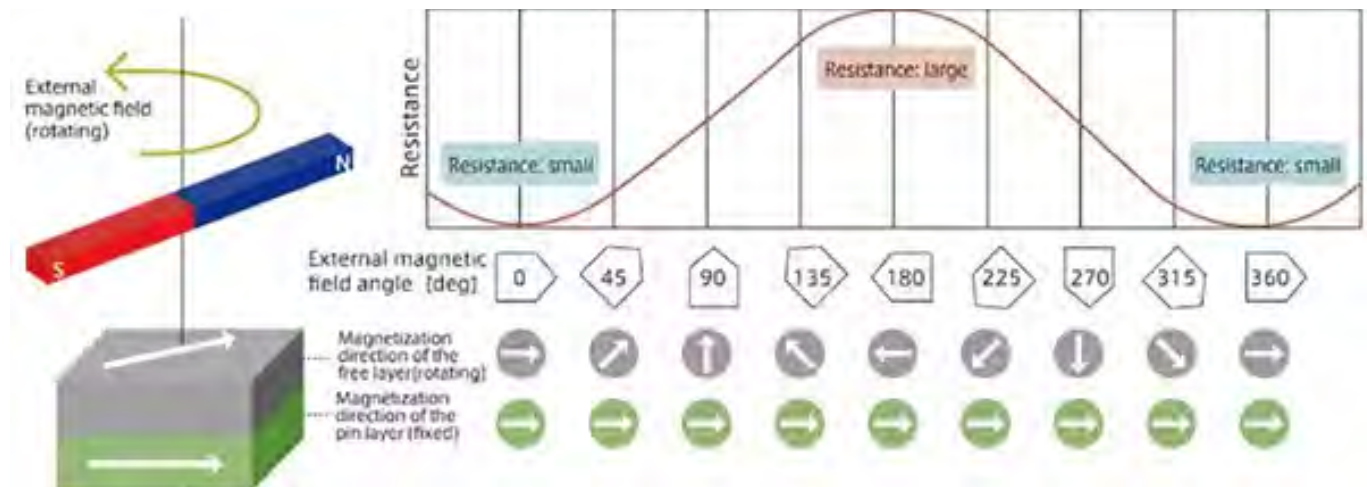 External
magnetic field
(rotating)
N
S
Resistance
Resistance: small
Resistance: large
Resistance: small
External magnetic
field angle [deg]
0 45 90 135 180 225 270 315 360
Magnetization
direction of the
free layer(rotating)
Magnetization
direction of the
pin layer (fixed)